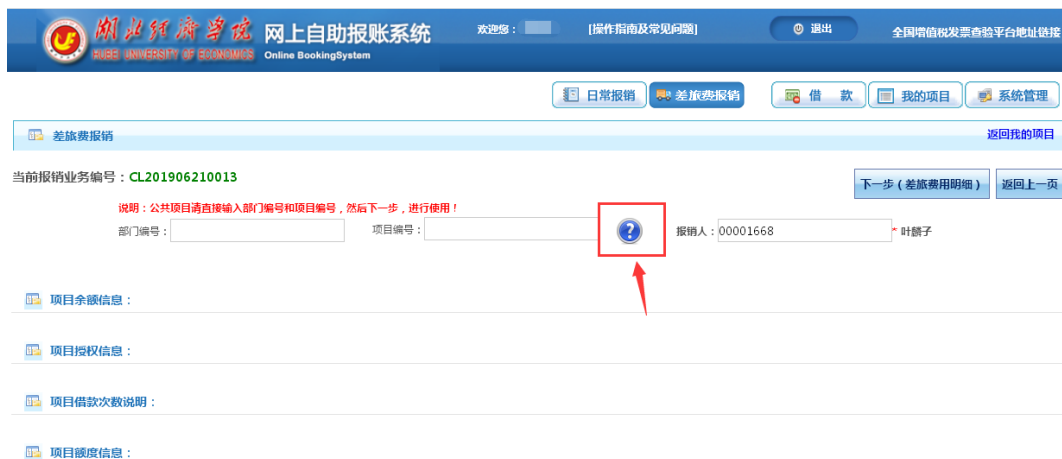 湖北经济学院
HUBEI UNIVERSITY OF ECONOMICS
网上自助报账系统
Online BookingSystem
欢迎您：
[操作指南及常见问题]
退出
全国增值税发票查验平台地址链接
日常报销
差旅费报销
借 款
我的项目
系统管理
差旅费报销
返回我的项目
当前报销业务编号：CL201906210013
下一步（差旅费用明细）
返回上一页
说明：公共项目请直接输入部门编号和项目编号，然后下一步，进行使用！
部门编号：
项目编号：
?
报销人：00001668
* 叶麟子
项目余额信息：
项目授权信息：
项目借款次数说明：
项目额度信息：